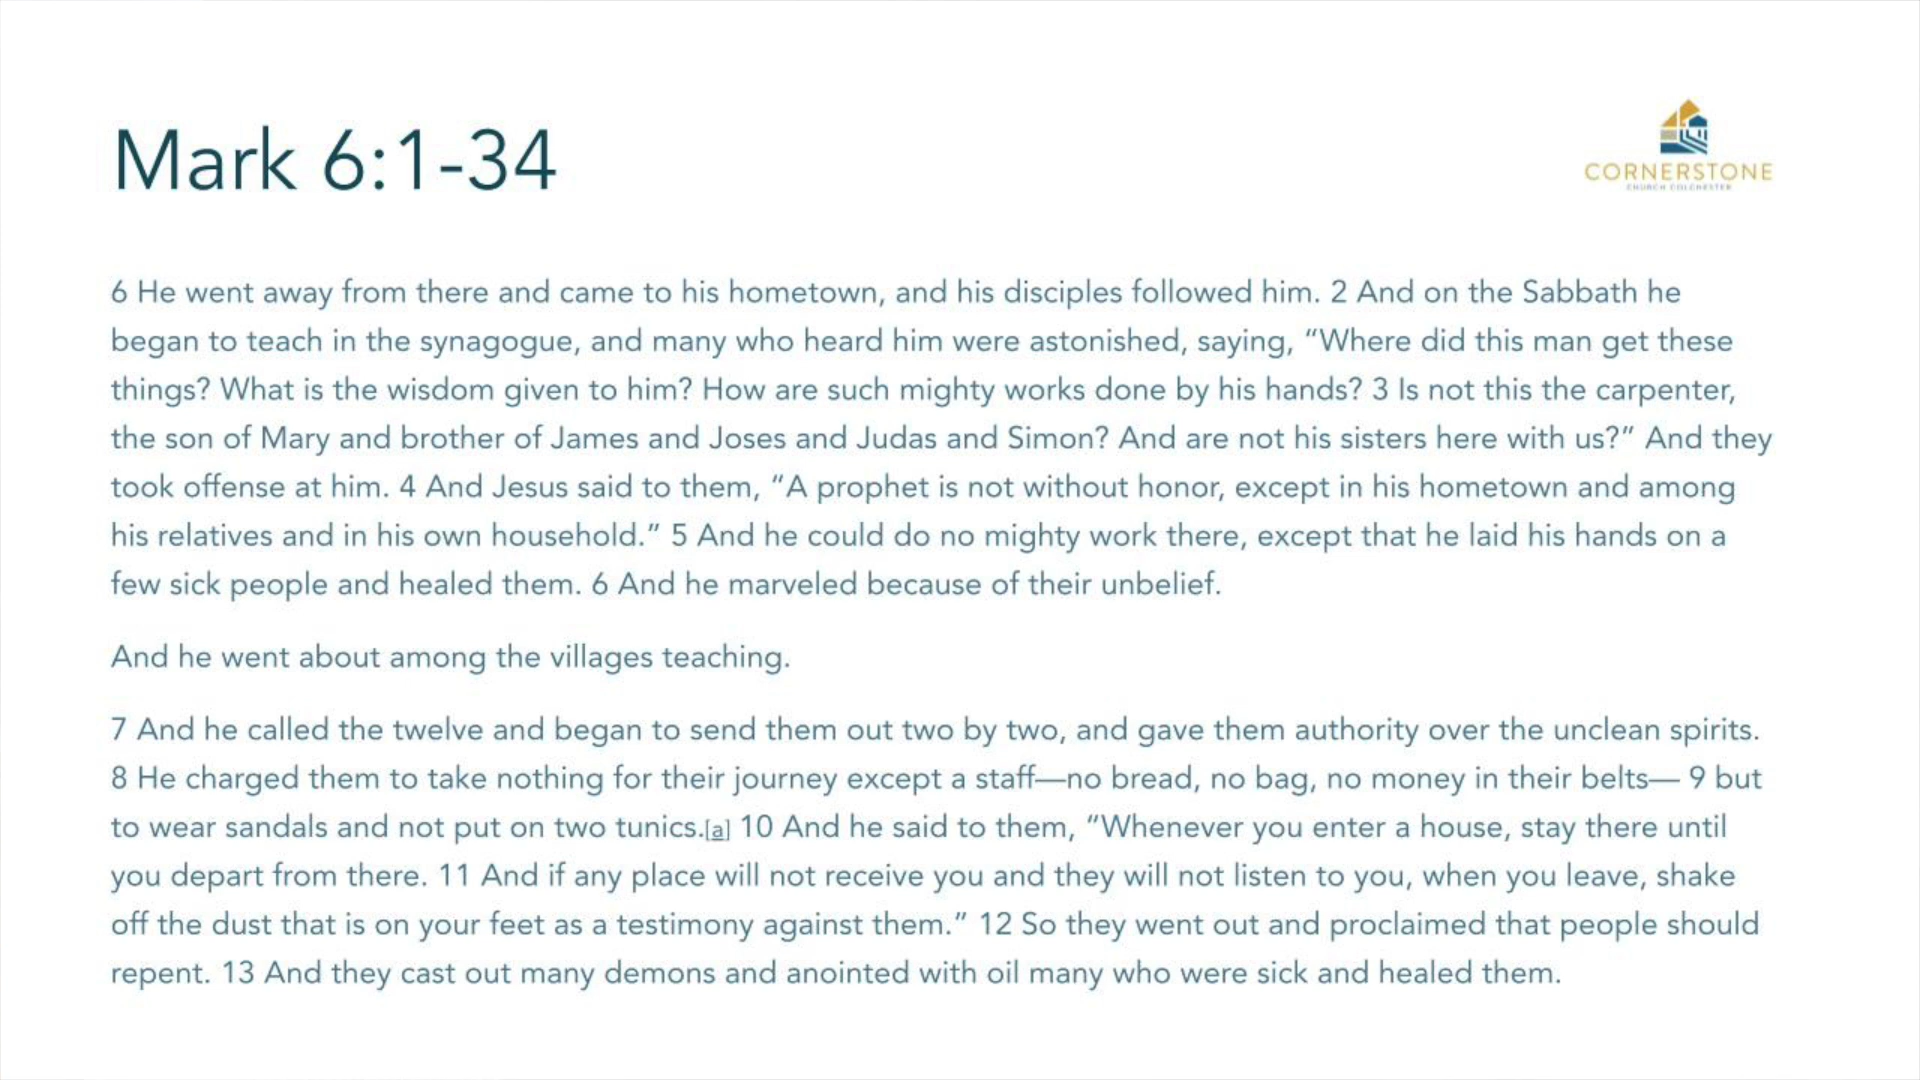 Mark 6:1-34
CORNERSTONE
CHURCH COLCHESTER
6 He went away from there and came to his hometown, and his disciples followed him. 2 And on the Sabbath he
began to teach in the synagogue, and many who heard him were astonished, saying, “Where did this man get these
things? What is the wisdom given to him? How are such mighty works done by his hands? 3 Is not this the carpenter,
the son of Mary and brother of James and Joses and Judas and Simon? And are not his sisters here with us?” And they
took offense at him. 4 And Jesus said to them, “A prophet is not without honor, except in his hometown and among
his relatives and in his own household.” 5 And he could do no mighty work there, except that he laid his hands on a
few sick people and healed them. 6 And he marveled because of their unbelief.
And he went about among the villages teaching.
7 And he called the twelve and began to send them out two by two, and gave them authority over the unclean spirits.
8 He charged them to take nothing for their journey except a staff—no bread, no bag, no money in their belts— 9 but
to wear sandals and not put on two tunics.[a] 10 And he said to them, “Whenever you enter a house, stay there until
you depart from there. 11 And if any place will not receive you and they will not listen to you, when you leave, shake
off the dust that is on your feet as a testimony against them.” 12 So they went out and proclaimed that people should
repent. 13 And they cast out many demons and anointed with oil many who were sick and healed them.